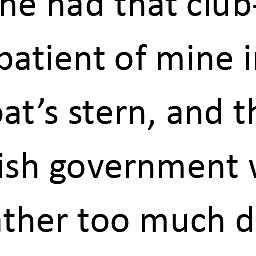 he had that club-
patient of mine i
oat’s stern, and th
ish government w
ather too much d